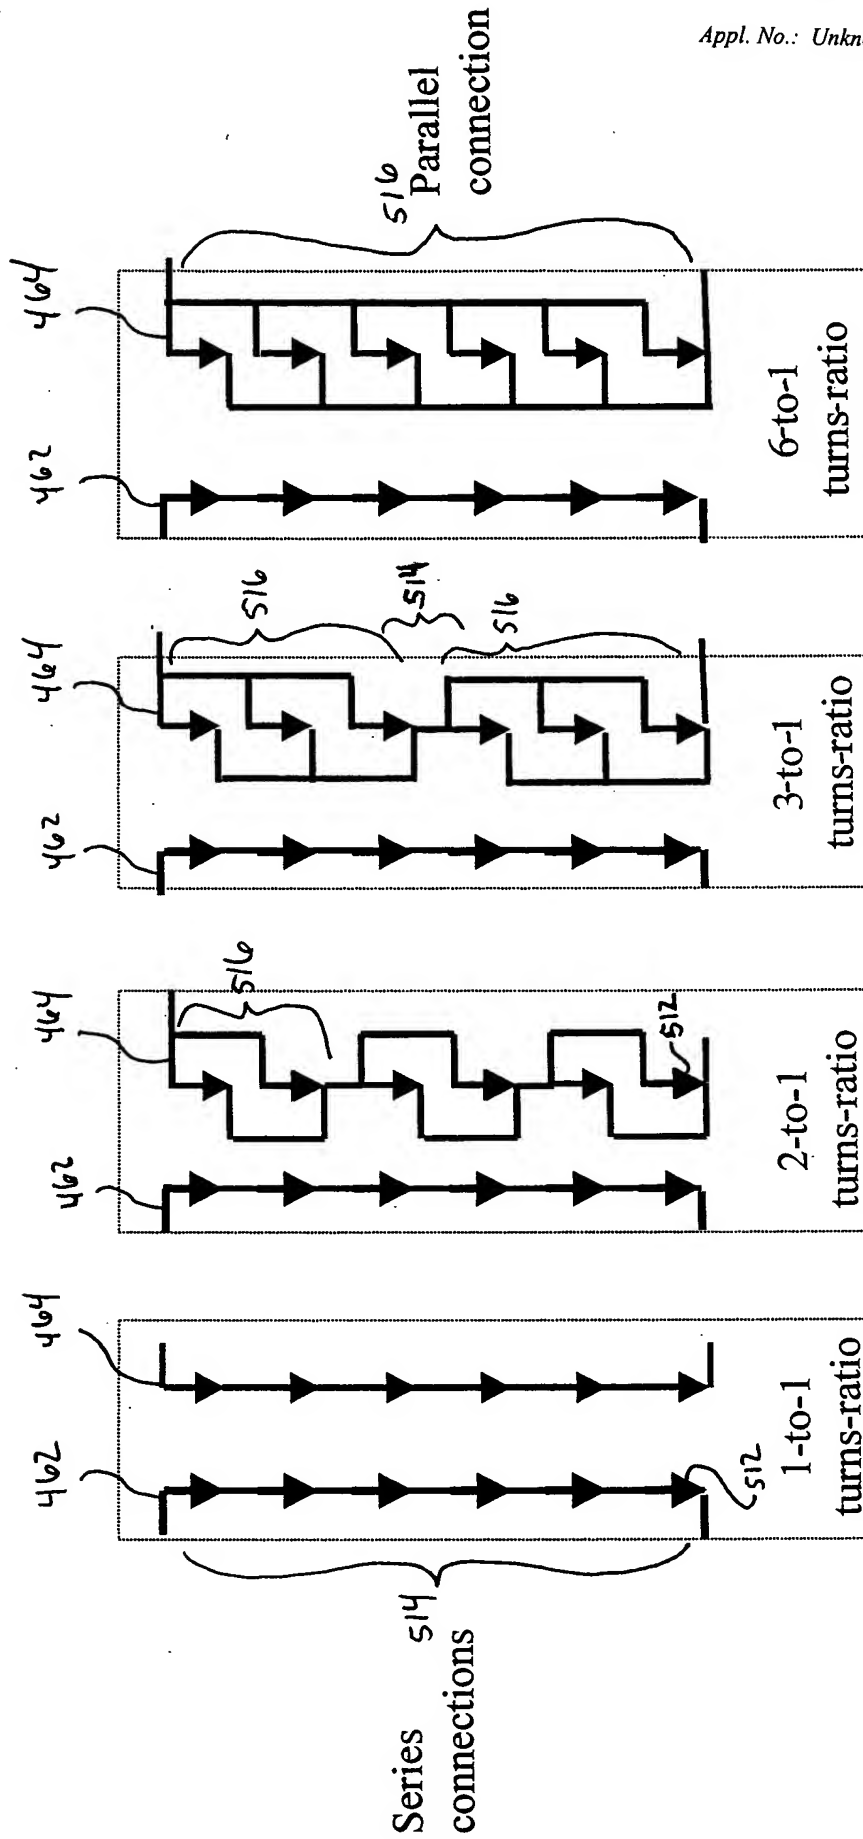 Appl. No.: Unkn
Series
connections
514
462
464
512
1-to-1
turns-ratio
462
464
516
512
2-to-1
turns-ratio
462
464
516
514
516
3-to-1
turns-ratio
462
464
516
Parallel
connection
6-to-1
turns-ratio